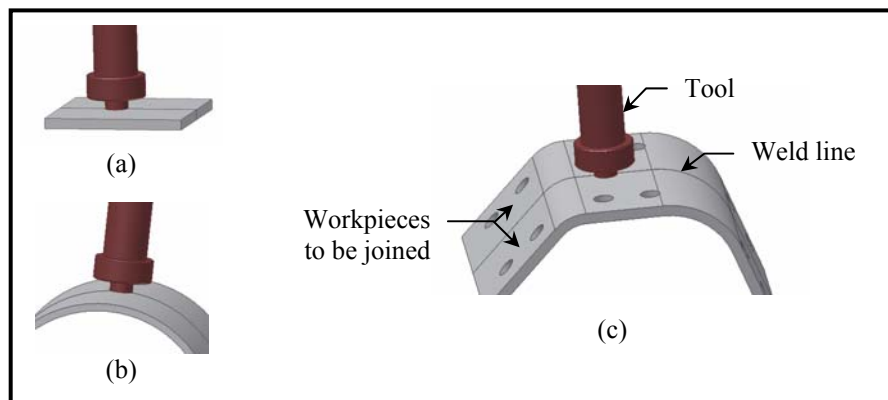 (a)
(b)
Tool
Weld line
Workpieces
to be joined
(c)